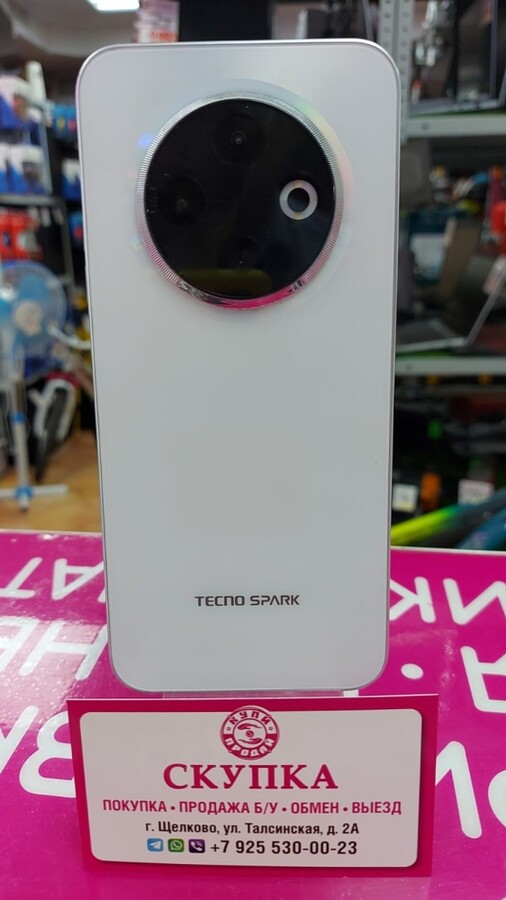 TECNO SPARK
КУПИ
ПРОДАЙ
СКУПКА
ПОКУПКА • ПРОДАЖА Б/У • ОБМЕН • ВЫЕЗД
г. Щелково, ул. Талсинская, д. 2А
+7 925 530-00-23